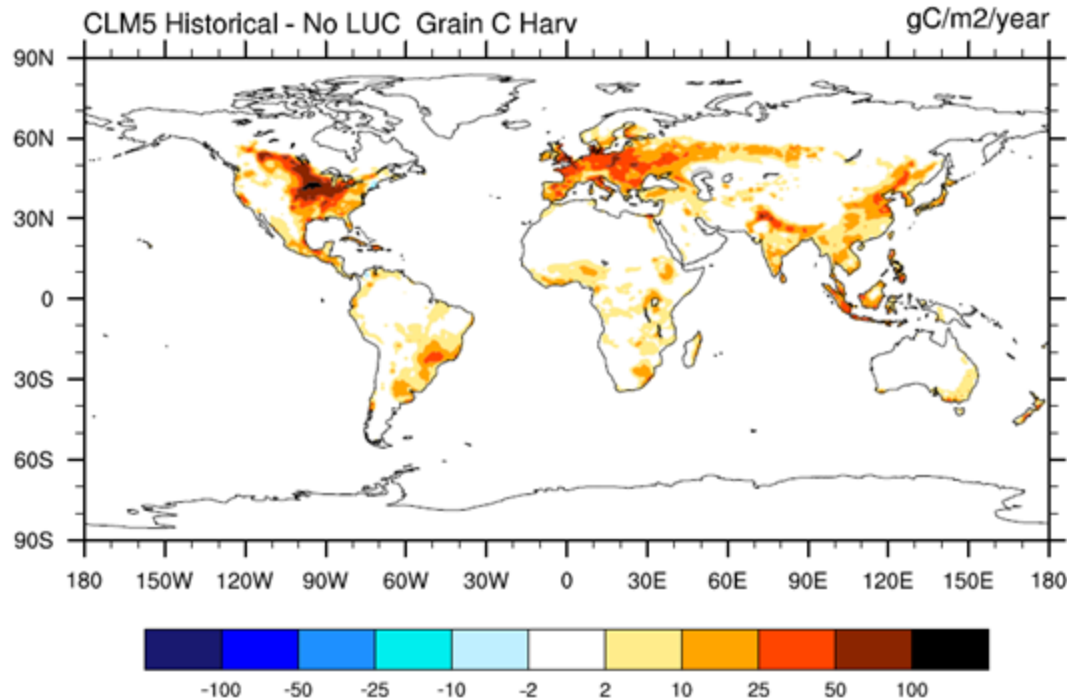 CLM5 Historical - No LUC  Grain C Harv gC/m2/year
90N
60N
30N
0
30S
60S
90S
180 150W 120W 90W 60W 30W 0 30E 60E 90E 120E 150E 180
-100 -50 -25 -10 -2 2 10 25 50 100